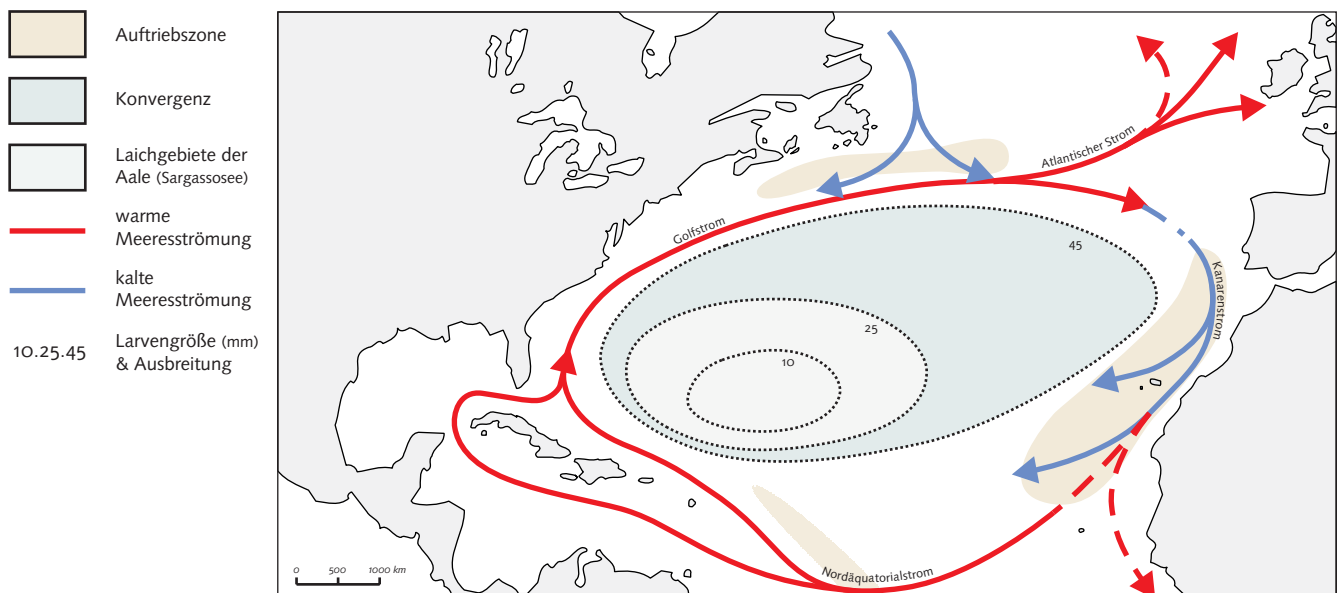 Auftriebszone
Konvergenz
Laichgebiete der
Aale (Sargassosee)
warme
Meeresströmung
kalte
Meeresströmung
10.25.45
Larvengröße (mm)
& Ausbreitung
Atlantischer Strom
Golfstrom
45
Kanarenstrom
25
10
Nordäquatorialstrom
0 500 1000 km